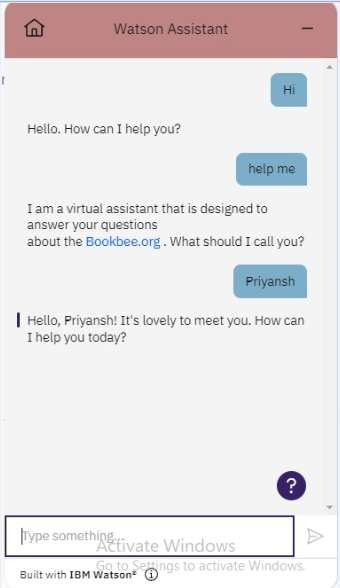 Watson Assistant
Hi
Hello. How can I help you?
help me
I am a virtual assistant that is designed to
answer your questions
about the Bookbee.org . What should I call you?
Priyansh
Hello, Priyansh! It's lovely to meet you. How can
I help you today?
?
Type something...
Activate Windows
Go to Settings to activate Windows.
Built with IBM Watson®